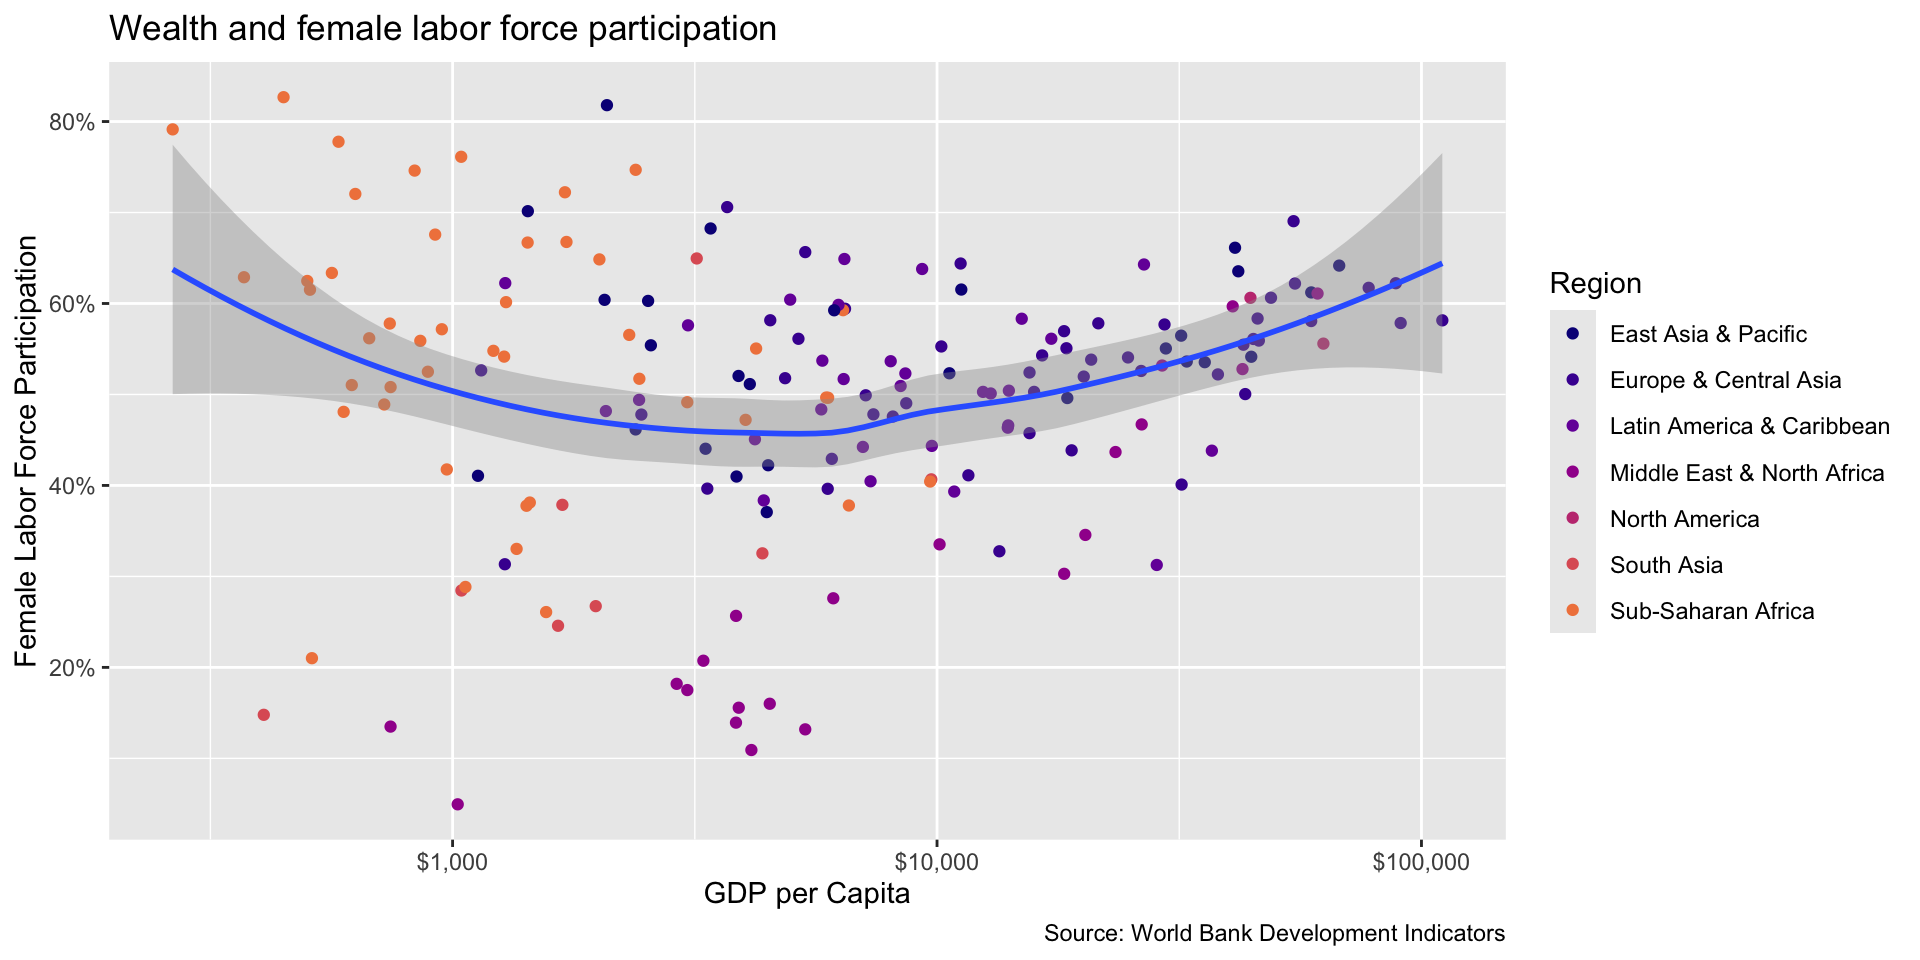 Wealth and female labor force participation
Female Labor Force Participation
80%
60%
40%
20%
$1,000
$10,000
$100,000
GDP per Capita
Region
East Asia & Pacific
Europe & Central Asia
Latin America & Caribbean
Middle East & North Africa
North America
South Asia
Sub-Saharan Africa
Source: World Bank Development Indicators